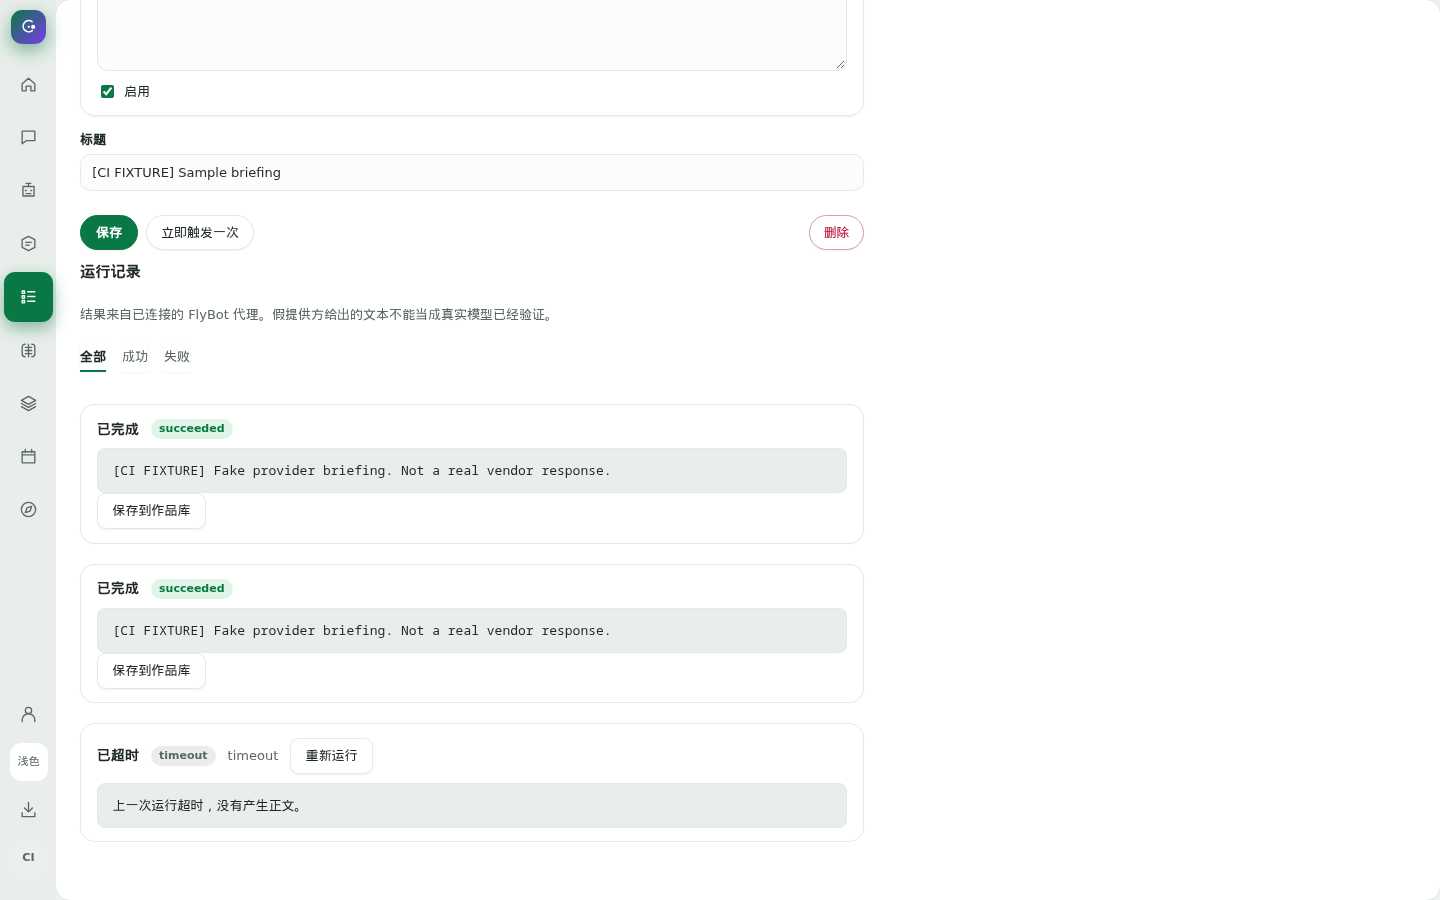 启用
标题
[CI FIXTURE] Sample briefing
保存 立即触发一次 删除
运行记录
结果来自已连接的 FlyBot 代理。假提供方给出的文本不能当成真实模型已经验证。
全部 成功 失败
已完成 succeeded
[CI FIXTURE] Fake provider briefing. Not a real vendor response.
保存到作品库
已完成 succeeded
[CI FIXTURE] Fake provider briefing. Not a real vendor response.
保存到作品库
已超时 timeout timeout 重新运行
上一次运行超时，没有产生正文。
浅色
CI